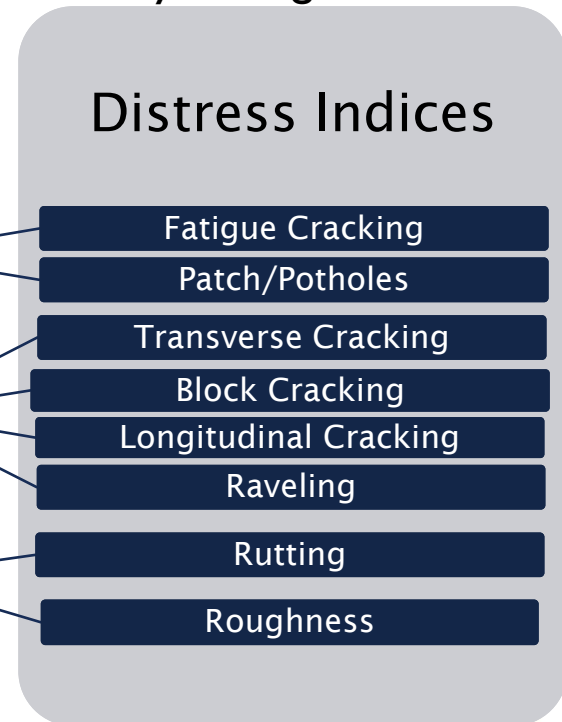 Distress Indices
Fatigue Cracking
Patch/Potholes
Transverse Cracking
Block Cracking
Longitudinal Cracking
Raveling
Rutting
Roughness